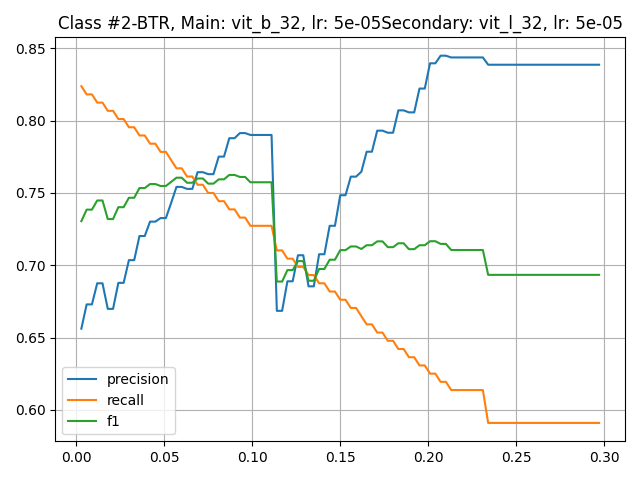 Class #2-BTR, Main: vit_b_32, lr: 5e-05Secondary: vit_l_32, lr: 5e-05
0.85
0.80
0.75
0.70
0.65
0.60
precision
recall
f1
0.00 0.05 0.10 0.15 0.20 0.25 0.30